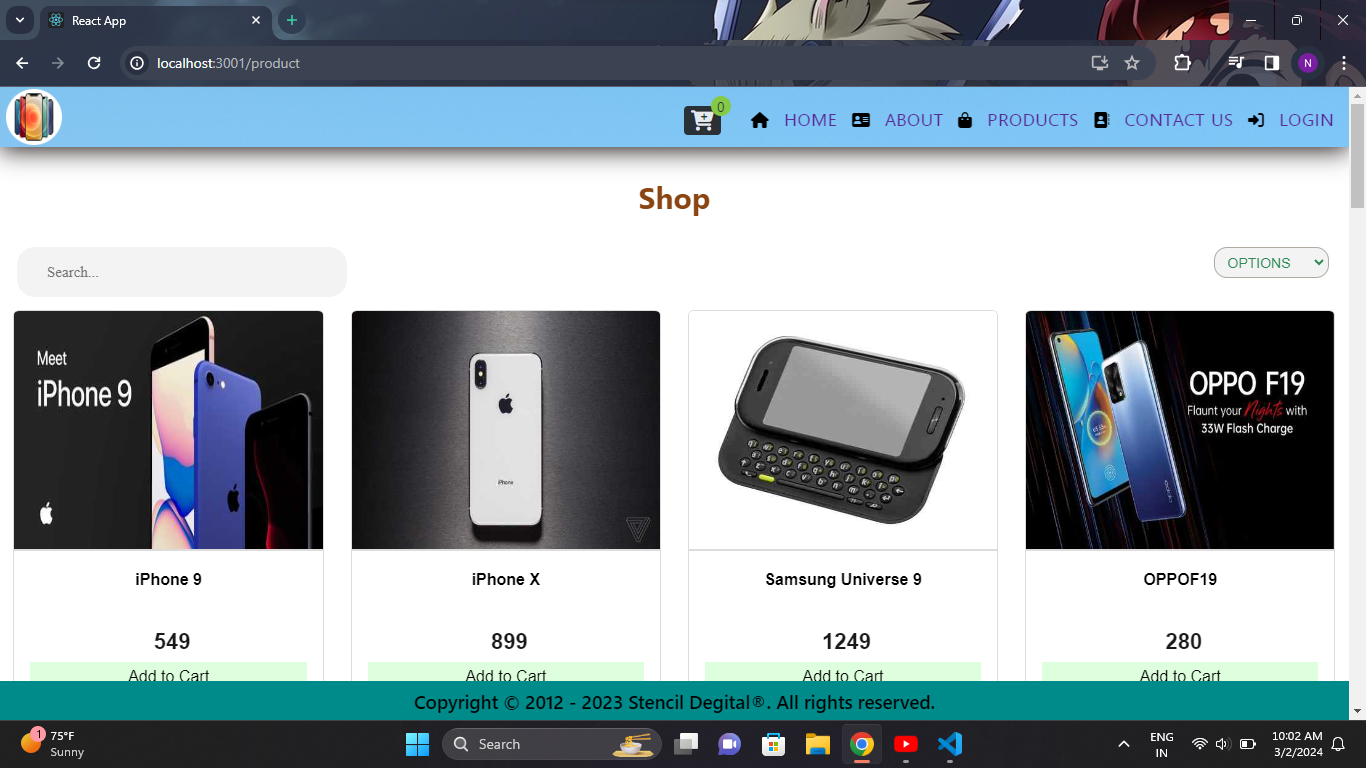 React App
localhost:3001/product
N
0
HOME
ABOUT
PRODUCTS
CONTACT US
LOGIN
Shop
Search...
OPTIONS
Meet
iPhone 9
iPhone
OPPO F19
Flaunt your Nights with
33W Flash Charge
iPhone 9
iPhone X
Samsung Universe 9
OPPOF19
549
899
1249
280
Add to Cart
Add to Cart
Add to Cart
Add to Cart
Copyright © 2012 - 2023 Stencil Degital®. All rights reserved.
1
75°F
Sunny
Search
ENG
IN
10:02 AM
3/2/2024